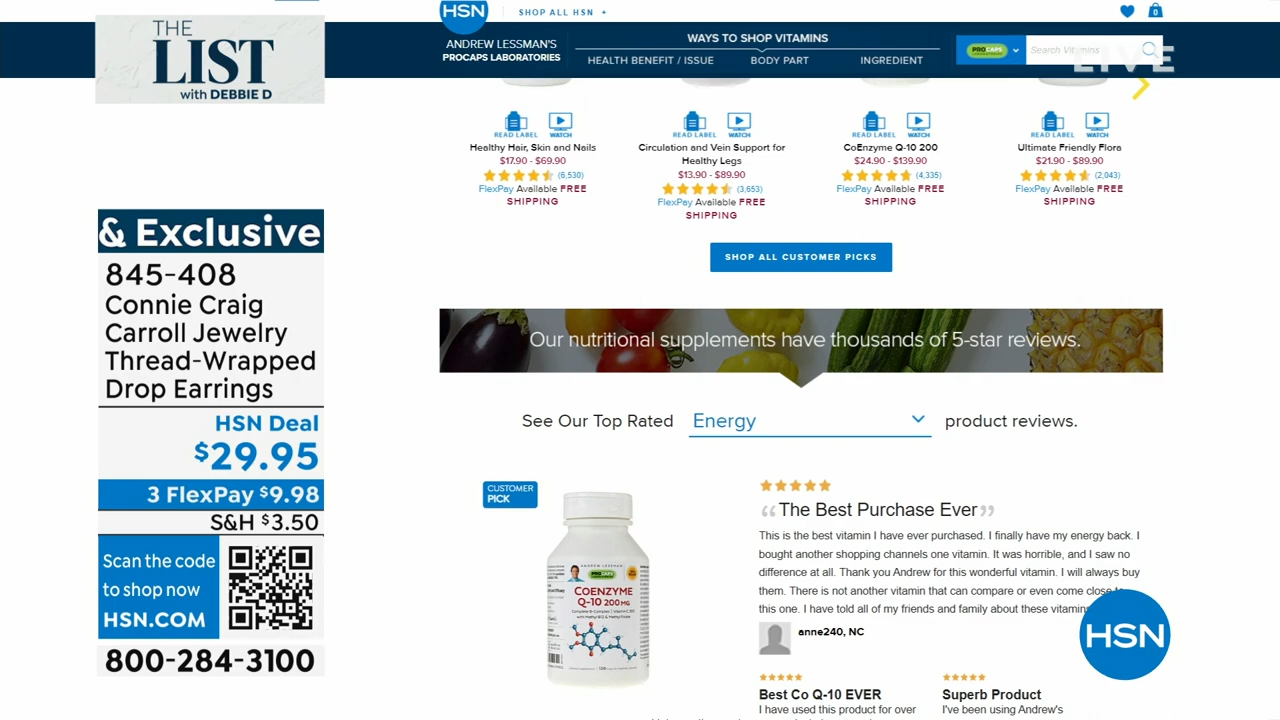 THE
LIST
with DEBBIE D
& Exclusive
845-408
Connie Craig
Carroll Jewelry
Thread-Wrapped
Drop Earrings
HSN Deal
$29.95
3 FlexPay $9.98
S&H $3.50
Scan the code
to shop now
HSN.COM
800-284-3100
HSN
SHOP ALL HSN +
0
ANDREW LESSMAN'S
PROCAPS LABORATORIES
WAYS TO SHOP VITAMINS
HEALTH BENEFIT / ISSUE BODY PART INGREDIENT
PROCAPS
Search Vitamins
LIVE
READ LABEL WATCH READ LABEL WATCH READ LABEL WATCH READ LABEL WATCH
Healthy Hair, Skin and Nails
$17.90 - $69.90
(6,530)
FlexPay Available FREE
SHIPPING
Circulation and Vein Support for
Healthy Legs
$13.90 - $89.90
(3,653)
FlexPay Available FREE
SHIPPING
CoEnzyme Q-10 200
$24.90 - $139.90
(4,335)
FlexPay Available FREE
SHIPPING
Ultimate Friendly Flora
$21.90 - $89.90
(2,043)
FlexPay Available FREE
SHIPPING
SHOP ALL CUSTOMER PICKS
Our nutritional supplements have thousands of 5-star reviews.
See Our Top Rated Energy product reviews.
CUSTOMER
PICK
ANDREW LESSMAN
PROCAPS
COENZYME
Q-10 200 MG
“The Best Purchase Ever”
This is the best vitamin I have ever purchased. I finally have my energy back. I
bought another shopping channels one vitamin. It was horrible, and I saw no
difference at all. Thank you Andrew for this wonderful vitamin. I will always buy
them. There is not another vitamin that can compare or even come close
this one. I have told all of my friends and family about these vitamins
anne240, NC
HSN
Best Co Q-10 EVER
I have used this product for over
Superb Product
I've been using Andrew's